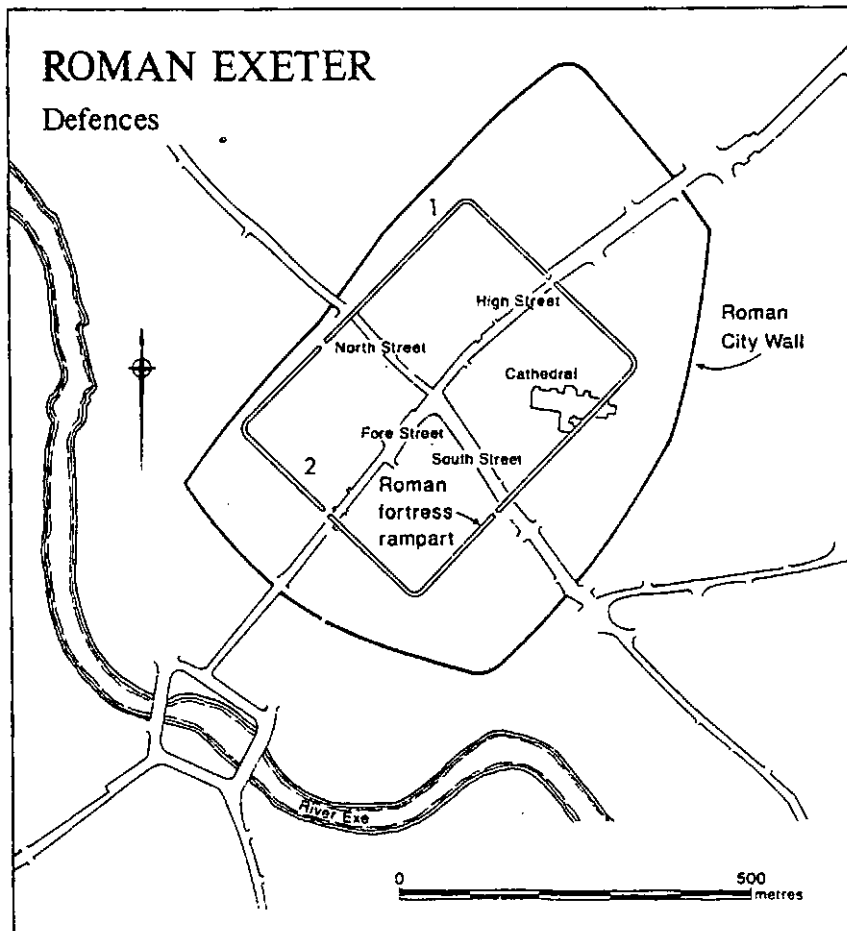 ROMAN EXETER
Defences
1
High Street
Roman
City Wall
North Street
Cathedral
Fore Street
South Street
2
Roman
fortress
rampart
River Exe
0 500
metres